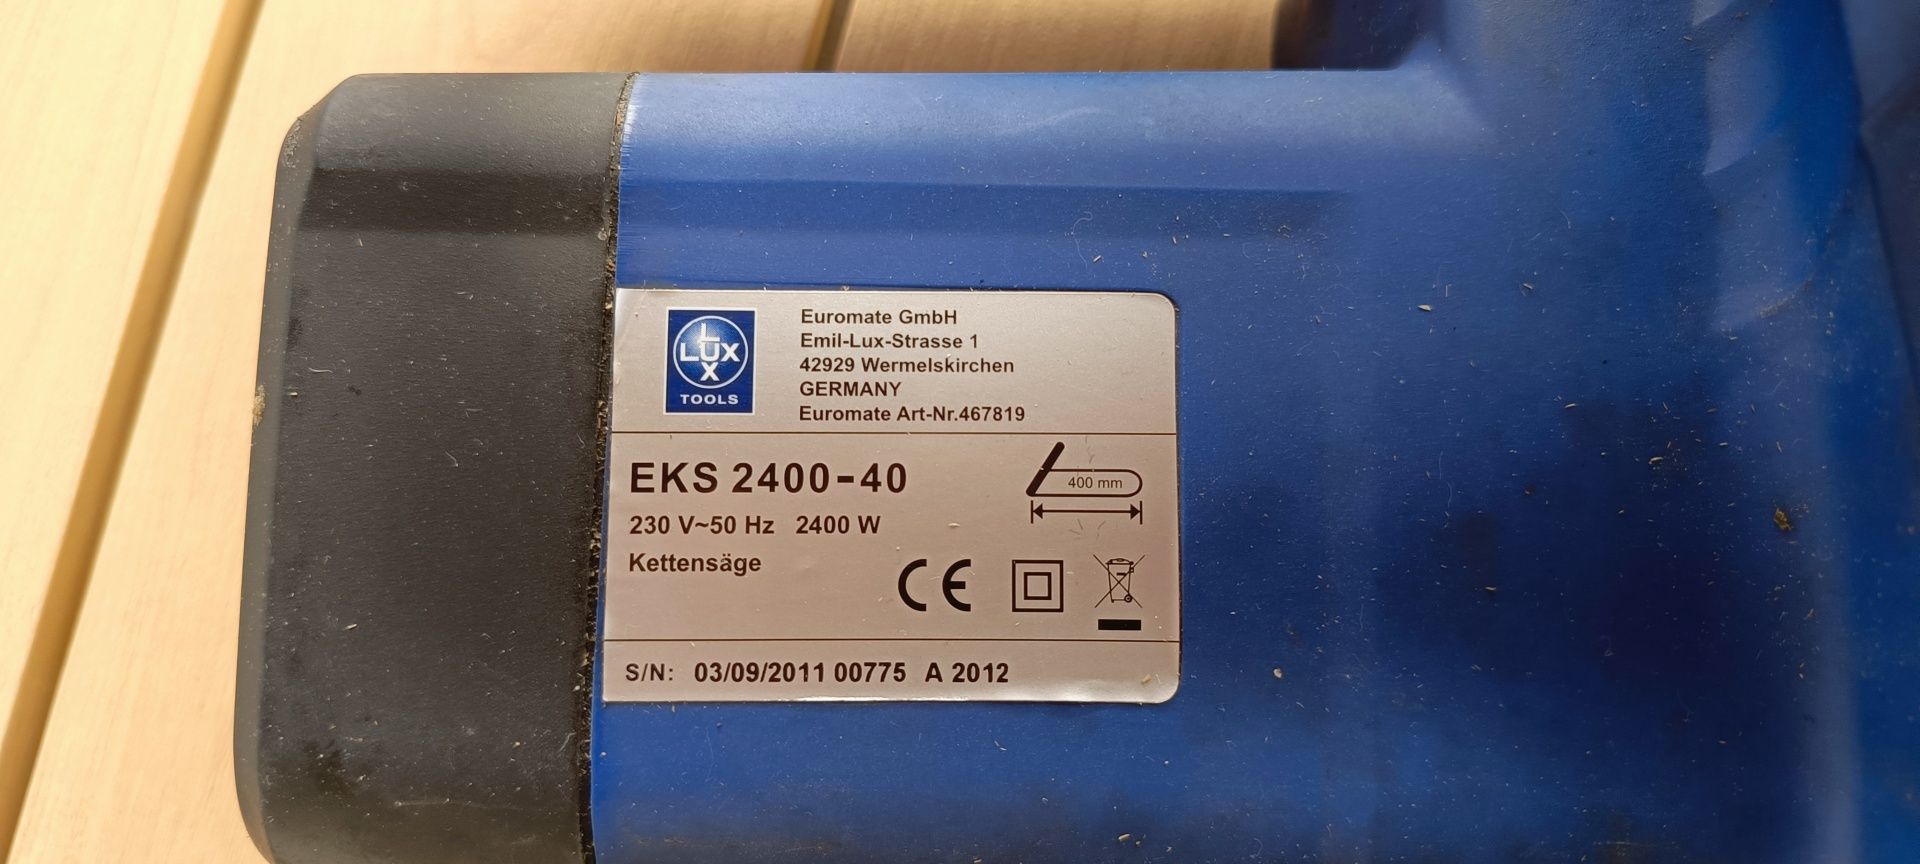 LUX
LUX
TOOLS
Euromate GmbH
Emil-Lux-Strasse 1
42929 Wermelskirchen
GERMANY
Euromate Art-Nr.467819
EKS 2400-40
400 mm
230 V~50 Hz 2400 W
Kettensäge
CE
S/N: 03/09/2011 00775 A 2012